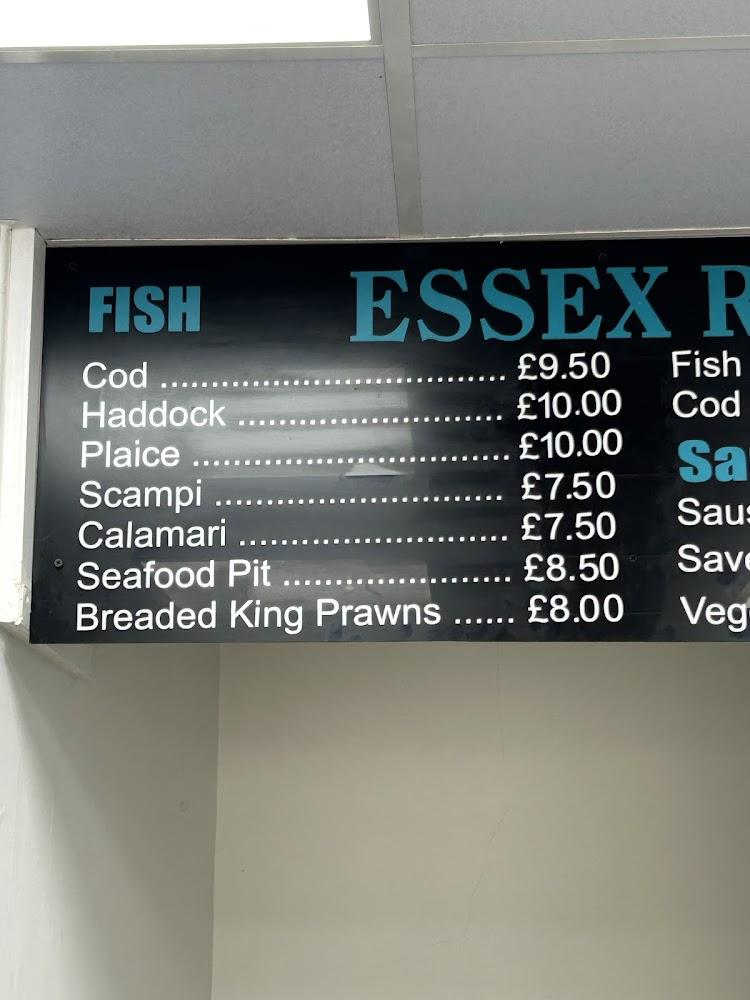 FISH
ESSEX
Cod .................................. £9.50
Haddock .......................... £10.00
Plaice ............................... £10.00
Scampi ............................ £7.50
Calamari .......................... £7.50
Seafood Pit ...................... £8.50
Breaded King Prawns ...... £8.00
Fish
Cod